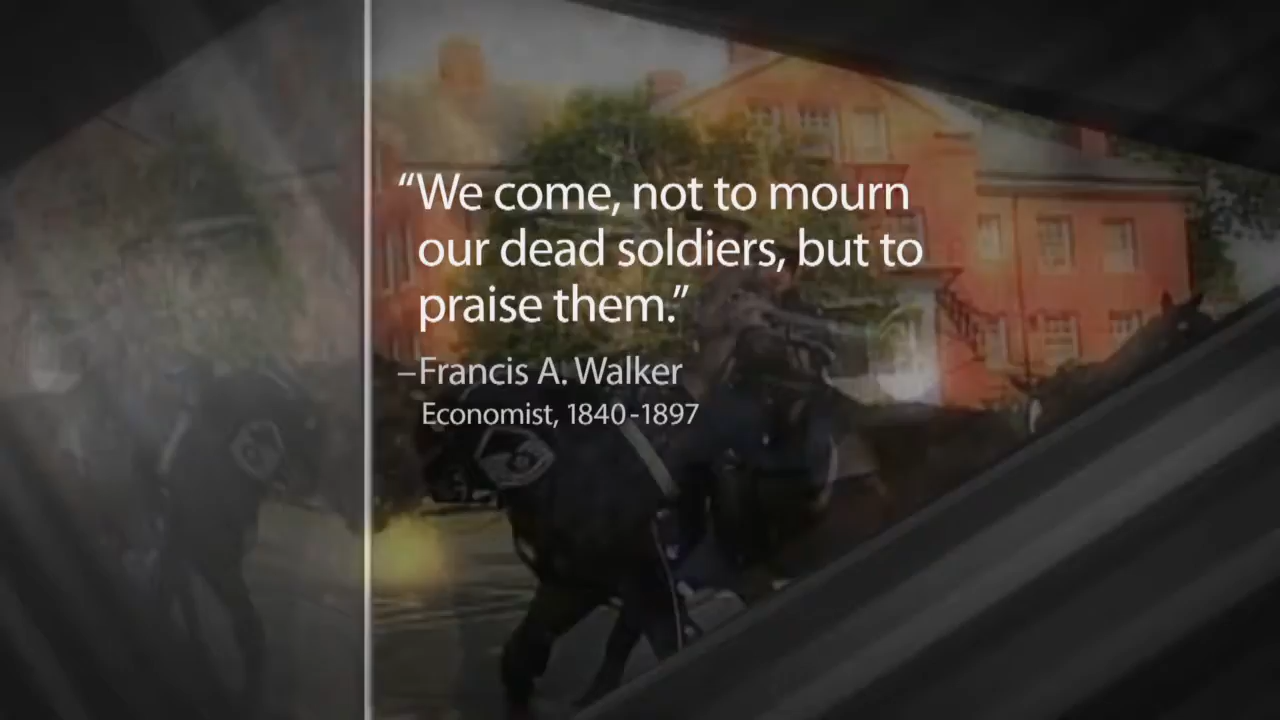 “We come, not to mourn
our dead soldiers, but to
praise them.”
–Francis A. Walker
Economist, 1840-1897